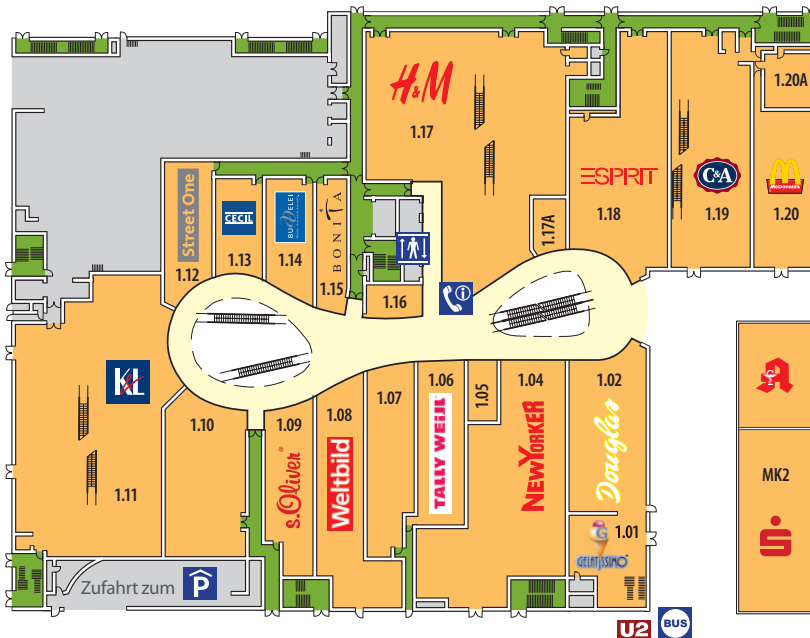 H&M
1.17
1.20A
ESPRIT
1.18
C&A
1.19
M
McDonald's
1.20
Street One
1.12
CECIL
1.13
BUDDELEI
1.14
BONITA
1.15
1.17A
1.16
i
K&L
1.11
1.10
1.09
s.Oliver®
1.08
Weltbild
1.07
1.06
TALLY WEiJL
1.05
1.04
NEWYORKER
1.02
Douglas
1.01
G
GELATISSIMO
MK2
S
Zufahrt zum P
U2
BUS